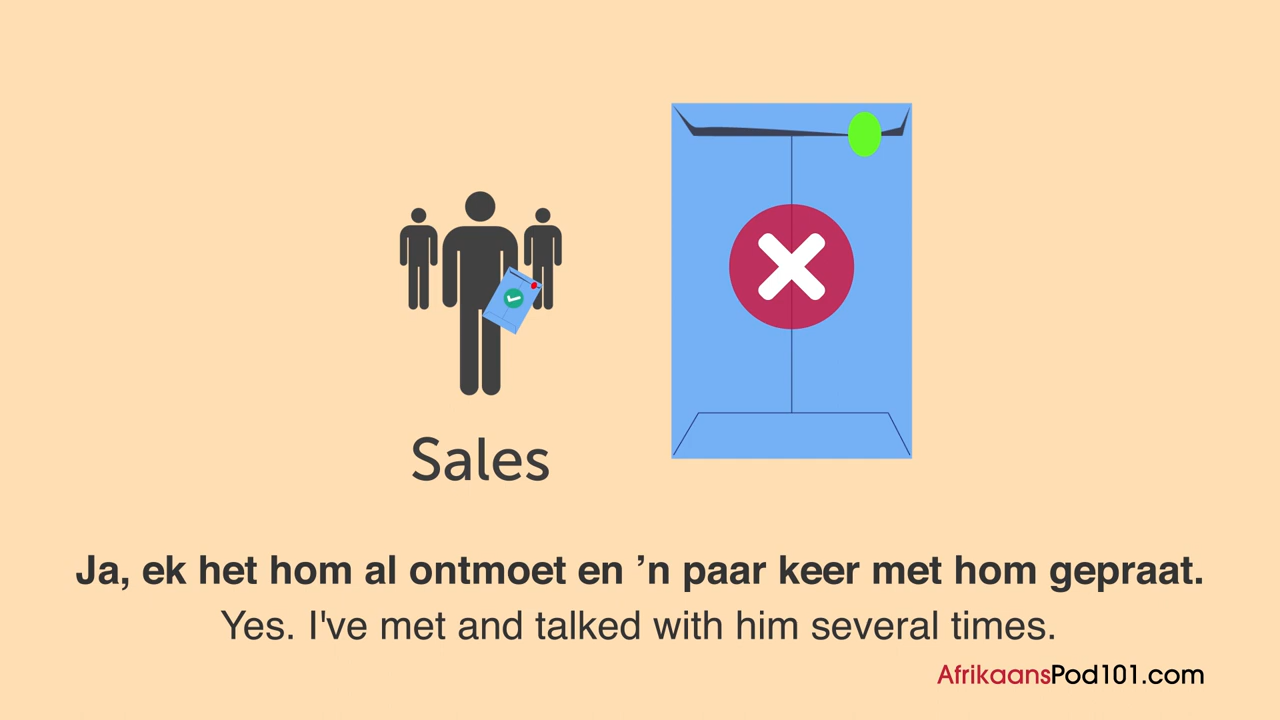 Sales
Ja, ek het hom al ontmoet en ’n paar keer met hom gepraat.
Yes. I've met and talked with him several times.
AfrikaansPod101.com